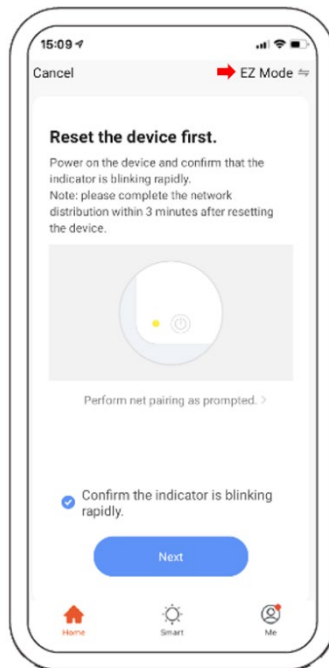 15:09
Cancel
EZ Mode
Reset the device first.
Power on the device and confirm that the
indicator is blinking rapidly.
Note: please complete the network
distribution within 3 minutes after resetting
the device.
Perform net pairing as prompted. >
Confirm the indicator is blinking
rapidly.
Next
Home
Smart
Me